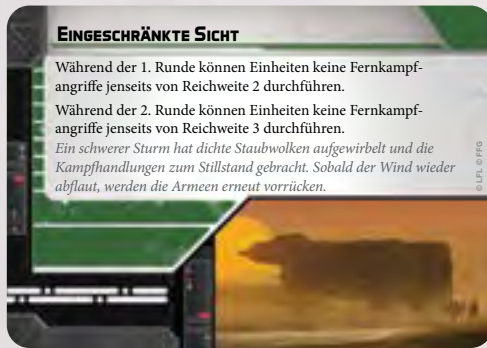 Eingeschränkte Sicht
Während der 1. Runde können Einheiten keine Fernkampf-
angriffe jenseits von Reichweite 2 durchführen.
Während der 2. Runde können Einheiten keine Fernkampf-
angriffe jenseits von Reichweite 3 durchführen.
Ein schwerer Sturm hat dichte Staubwolken aufgewirbelt und die
Kampfhandlungen zum Stillstand gebracht. Sobald der Wind wieder
abflaut, werden die Armeen erneut vorrücken.
© LFL © FFG